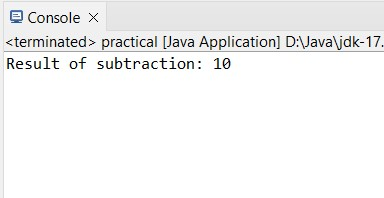 Console
<terminated> practical [Java Application] D:\Java\jdk-17.
Result of subtraction: 10